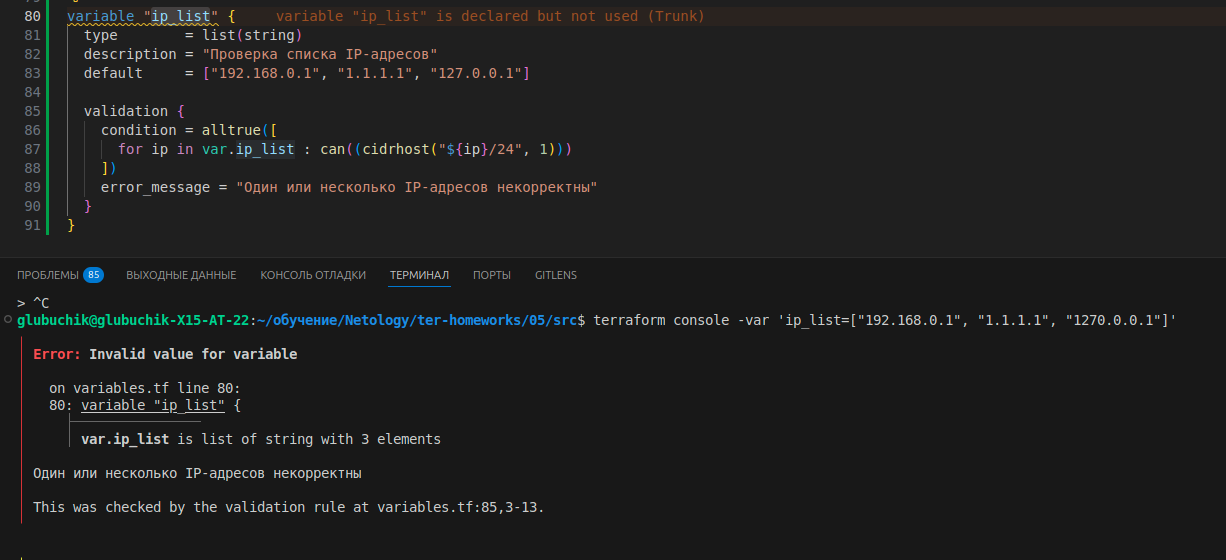 80 variable "ip_list" { variable "ip_list" is declared but not used (Trunk)
81 type = list(string)
82 description = "Проверка списка IP-адресов"
83 default = ["192.168.0.1", "1.1.1.1", "127.0.0.1"]
84
85 validation {
86 condition = alltrue([
87 for ip in var.ip_list : can((cidrhost("${ip}/24", 1)))
88 ])
89 error_message = "Один или несколько IP-адресов некорректны"
90 }
91 }
ПРОБЛЕМЫ 85 ВЫХОДНЫЕ ДАННЫЕ КОНСОЛЬ ОТЛАДКИ ТЕРМИНАЛ ПОРТЫ GITLENS
> ^C
glubuchik@glubuchik-X15-AT-22:~/обучение/Netology/ter-homeworks/05/src$ terraform console -var 'ip_list=["192.168.0.1", "1.1.1.1", "1270.0.0.1"]'
Error: Invalid value for variable
on variables.tf line 80:
80: variable "ip_list" {
var.ip_list is list of string with 3 elements
Один или несколько IP-адресов некорректны
This was checked by the validation rule at variables.tf:85,3-13.